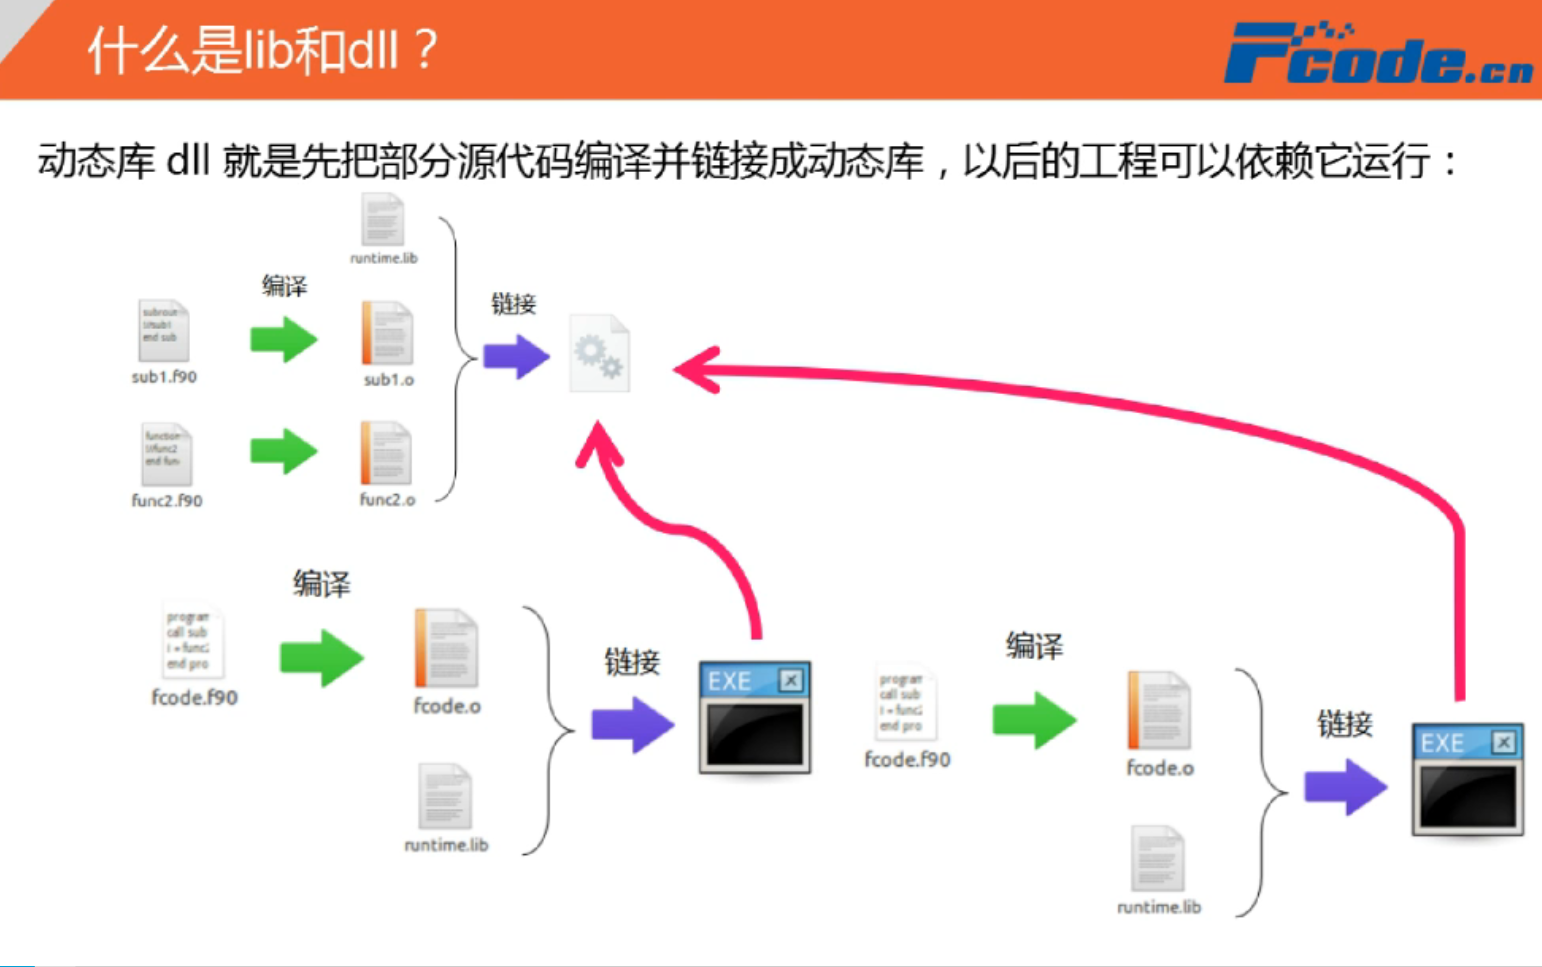 什么是lib和dll？
Fcode.cn
动态库 dll 就是先把部分源代码编译并链接成动态库，以后的工程可以依赖它运行：
runtime.lib
编译
链接
subrout
!!sub1
end sub
sub1.f90
sub1.o
function
!!func2
end fun
func2.f90
func2.o
编译
program
call sub
i = func2
end pro
fcode.f90
fcode.o
链接
EXE
runtime.lib
编译
program
call sub
i = func2
end pro
fcode.f90
fcode.o
链接
EXE
runtime.lib